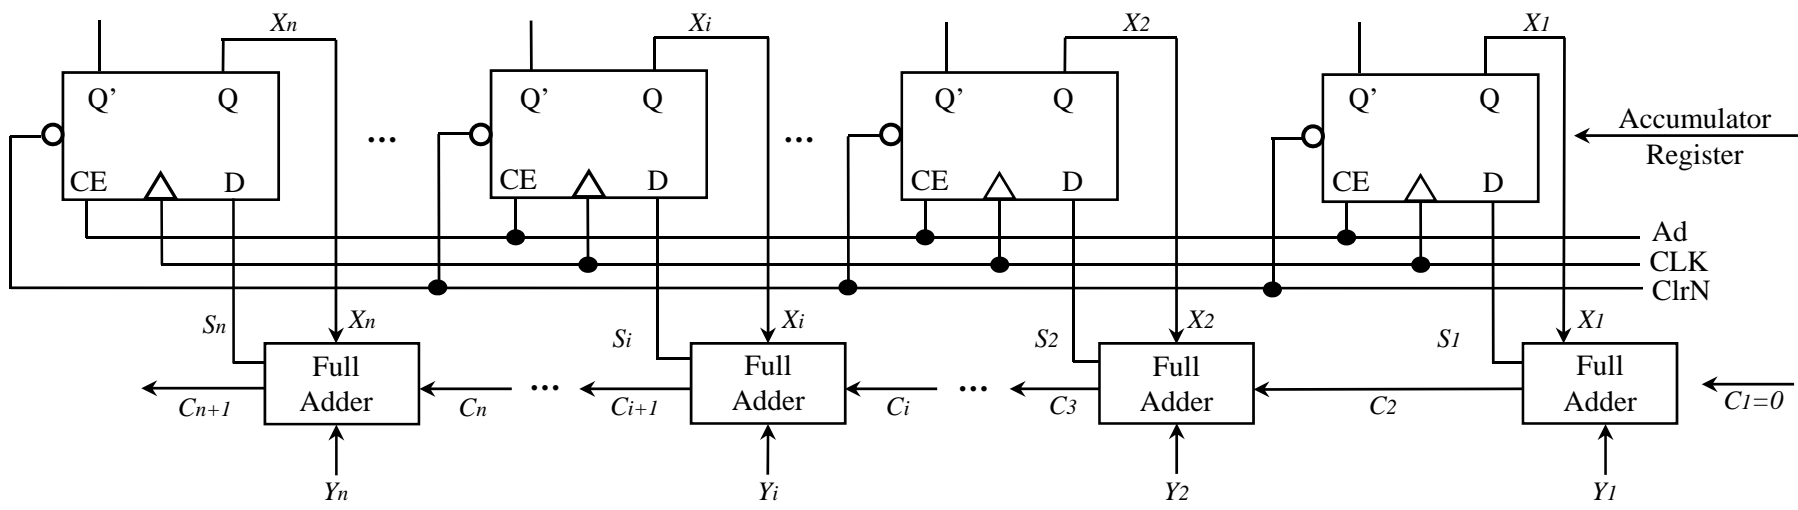 Xn Xi X2 X1
Q’ Q Q’ Q Q’ Q Q’ Q
... ...
Accumulator
Register
CE D CE D CE D CE D
Ad
CLK
ClrN
Sn Xn Si Xi S2 X2 S1 X1
Full Full Full Full
Adder Adder Adder Adder
... ...
Cn+1 Cn Ci+1 Ci C3 C2 C1=0
Yn Yi Y2 Y1